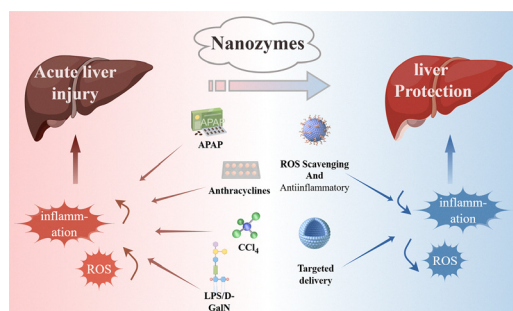 Nanozymes
Acute liver
injury
liver
Protection
APAP
APAP
ROS Scavenging
And
Antiinflammatory
Anthracyclines
inflamm-
ation
inflamm-
ation
CCl4
ROS
ROS
Targeted
delivery
LPS/D-
GalN